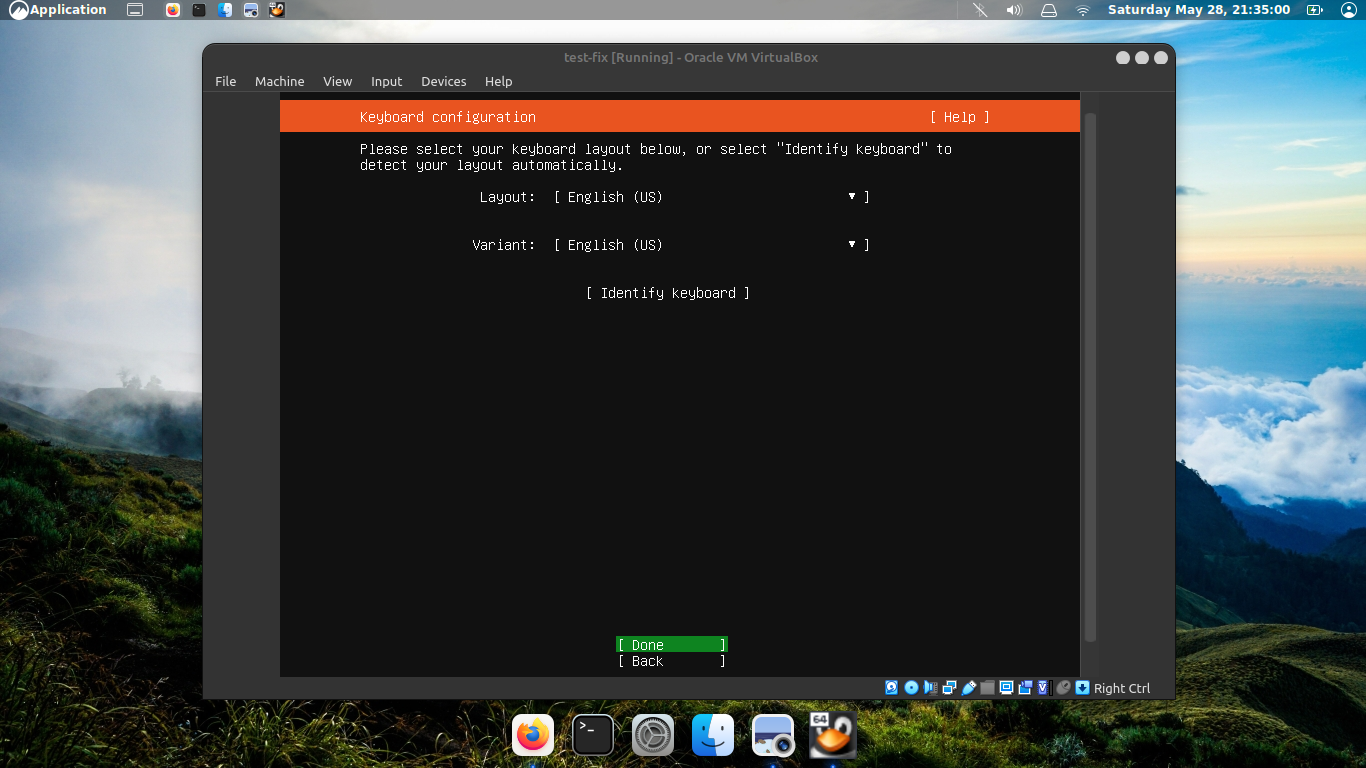 Application
Saturday May 28, 21:35:00
test-fix [Running] - Oracle VM VirtualBox
File Machine View Input Devices Help
Keyboard configuration [ Help ]
Please select your keyboard layout below, or select "Identify keyboard" to
detect your layout automatically.
Layout: [ English (US) ▾ ]
Variant: [ English (US) ▾ ]
[ Identify keyboard ]
[ Done ]
[ Back ]
Right Ctrl
>-
64